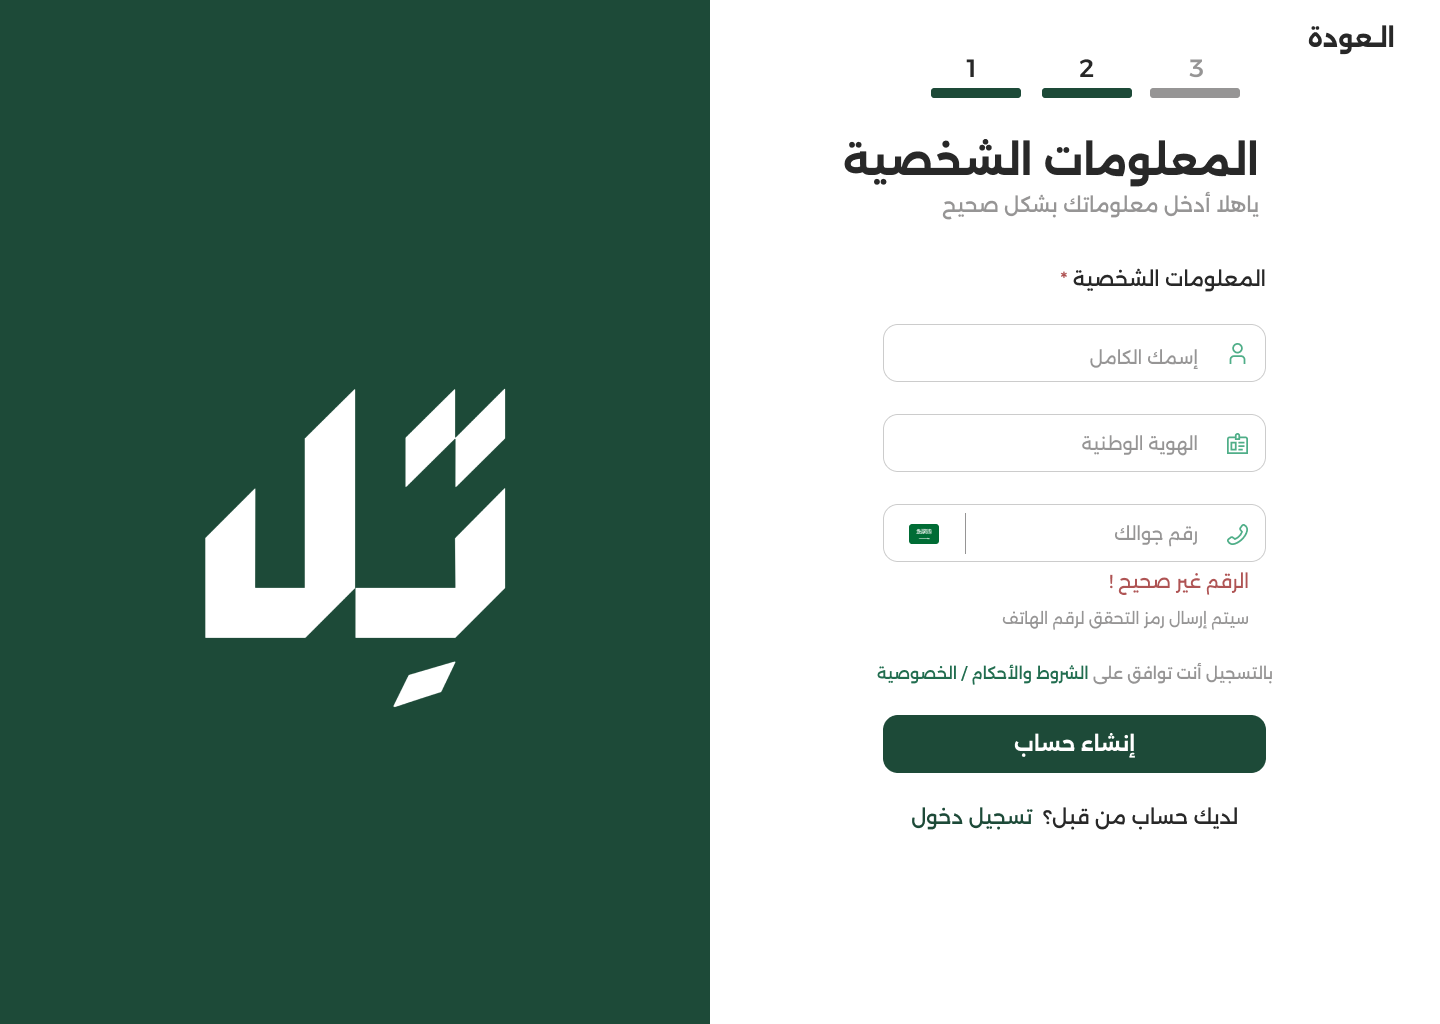 العودة
1 2 3
المعلومات الشخصية
ياهلا أدخل معلوماتك بشكل صحيح
المعلومات الشخصية *
إسمك الكامل
الهوية الوطنية
رقم جوالك
الرقم غير صحيح !
سيتم إرسال رمز التحقق لرقم الهاتف
بالتسجيل أنت توافق على الشروط والأحكام / الخصوصية
إنشاء حساب
لديك حساب من قبل؟ تسجيل دخول
تِل